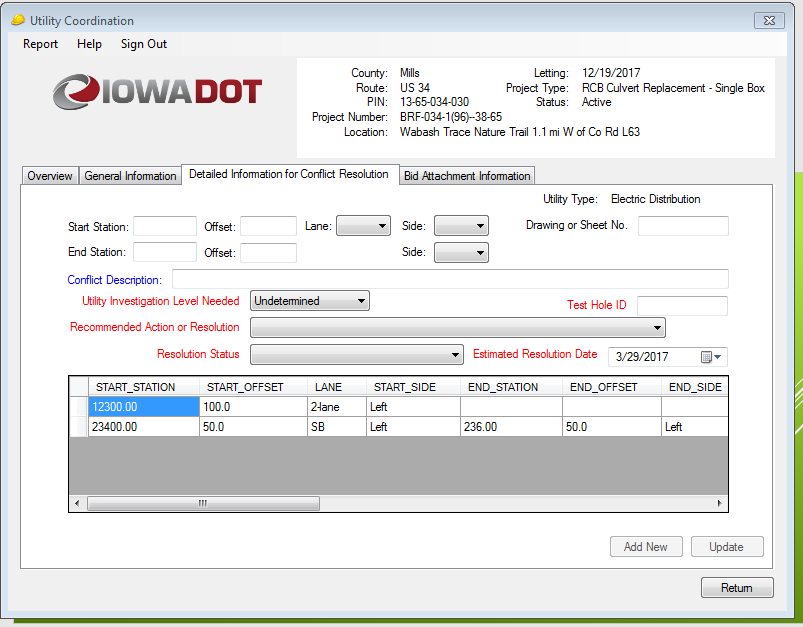 Utility Coordination
Report Help Sign Out
IOWADOT
County: Mills Letting: 12/19/2017
Route: US 34 Project Type: RCB Culvert Replacement - Single Box
PIN: 13-65-034-030 Status: Active
Project Number: BRF-034-1(96)--38-65
Location: Wabash Trace Nature Trail 1.1 mi W of Co Rd L63
Overview General Information Detailed Information for Conflict Resolution Bid Attachment Information
Utility Type: Electric Distribution
Start Station: Offset: Lane: Side: Drawing or Sheet No.
End Station: Offset: Side:
Conflict Description:
Utility Investigation Level Needed Undetermined Test Hole ID
Recommended Action or Resolution
Resolution Status Estimated Resolution Date 3/29/2017
START_STATION START_OFFSET LANE START_SIDE END_STATION END_OFFSET END_SIDE
12300.00 100.0 2-lane Left
23400.00 50.0 SB Left 236.00 50.0 Left
Add New Update
Return